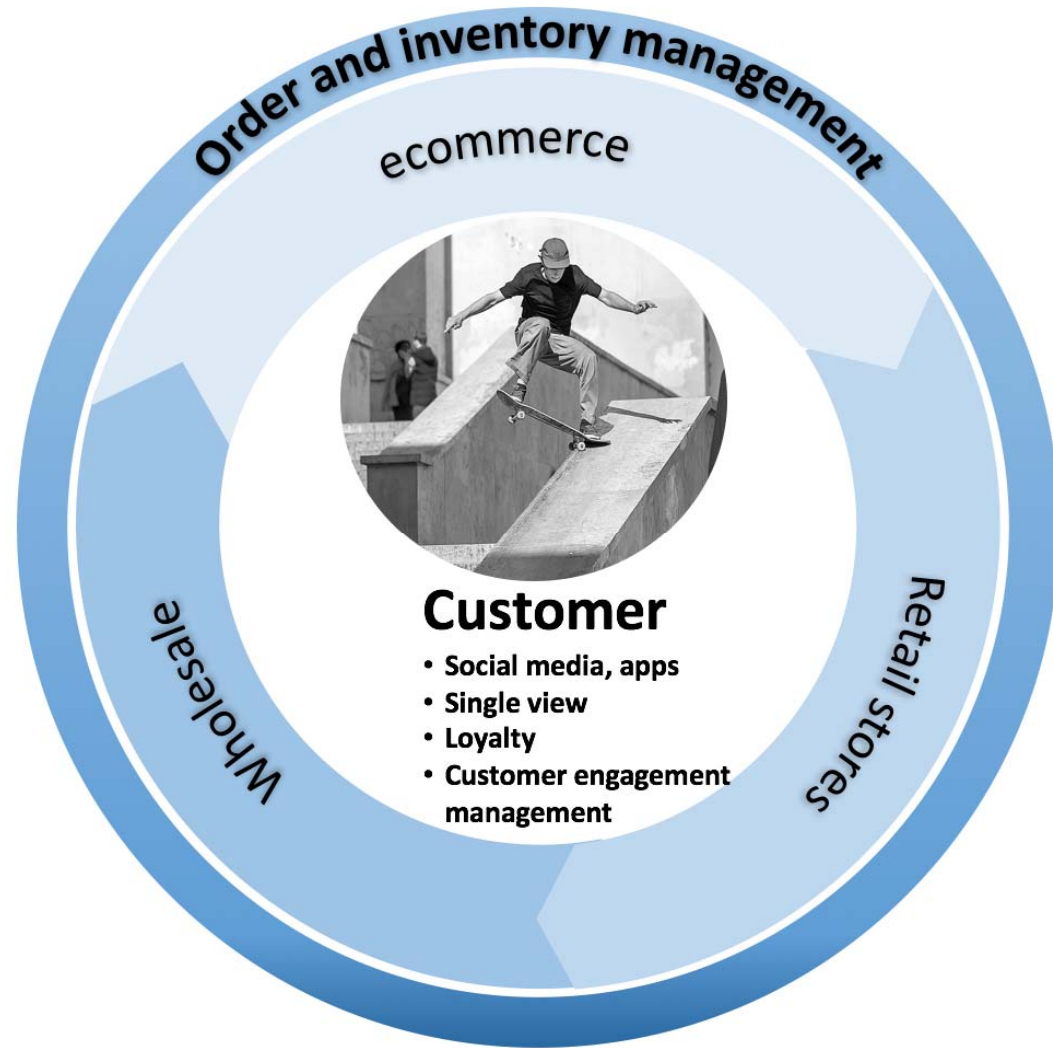 Order and inventory management
ecommerce
Retail stores
Wholesale
Customer
• Social media, apps
• Single view
• Loyalty
• Customer engagement
management